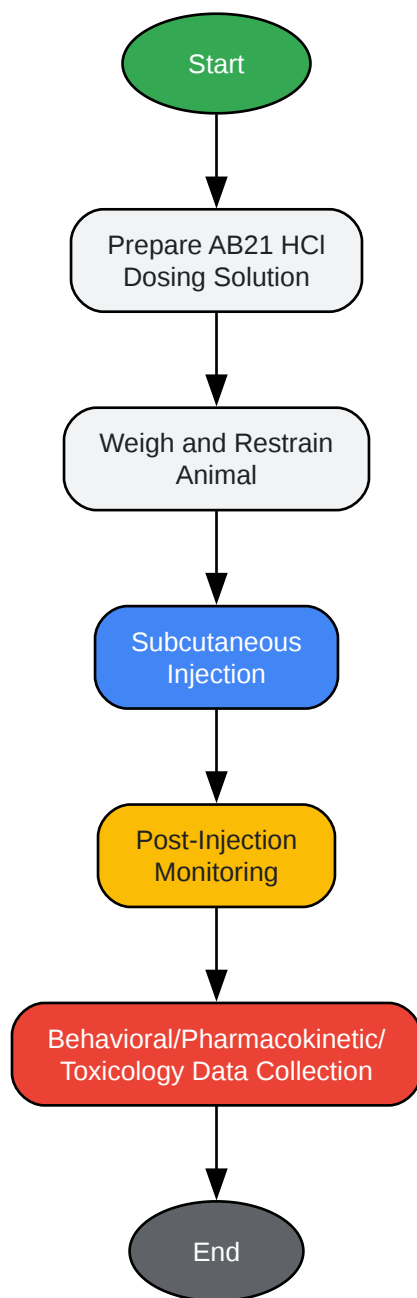 Start
Prepare AB21 HCl
Dosing Solution
Weigh and Restrain
Animal
Subcutaneous
Injection
Post-Injection
Monitoring
Behavioral/Pharmacokinetic/
Toxicology Data Collection
End